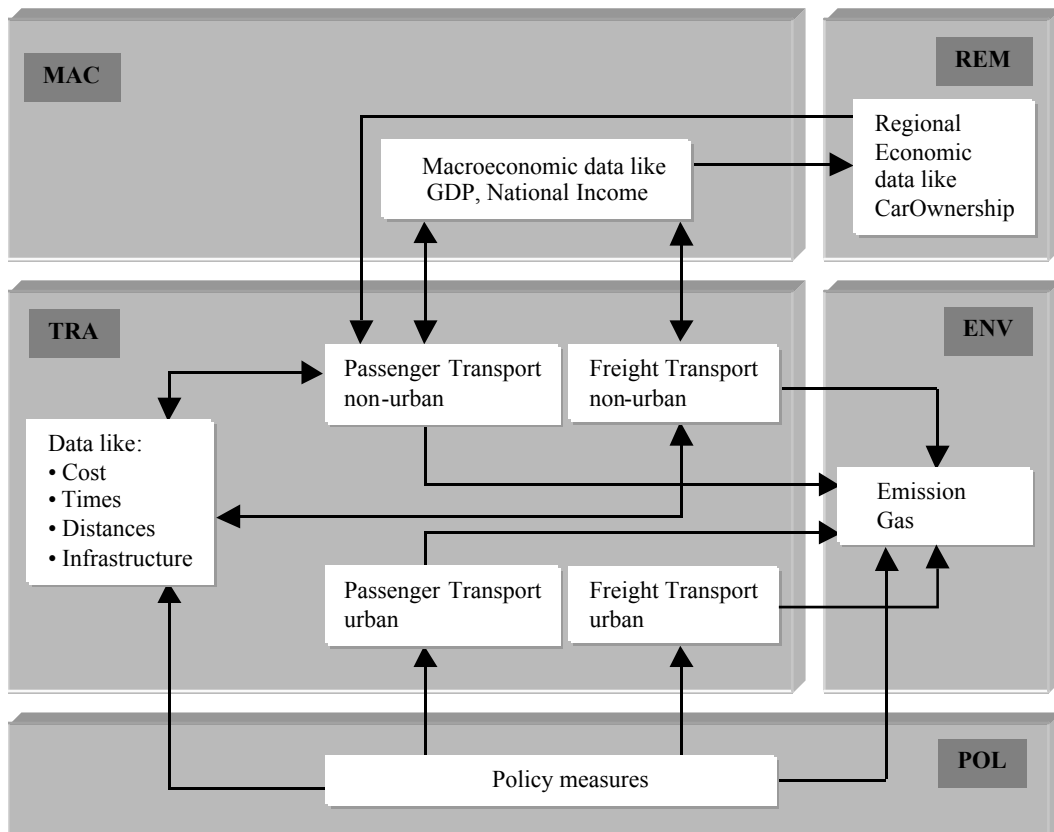 MAC
REM
Regional
Economic
data like
CarOwnership
Macroeconomic data like
GDP, National Income
TRA
ENV
Passenger Transport
non-urban
Freight Transport
non-urban
Data like:
• Cost
• Times
• Distances
• Infrastructure
Emission
Gas
Passenger Transport
urban
Freight Transport
urban
POL
Policy measures